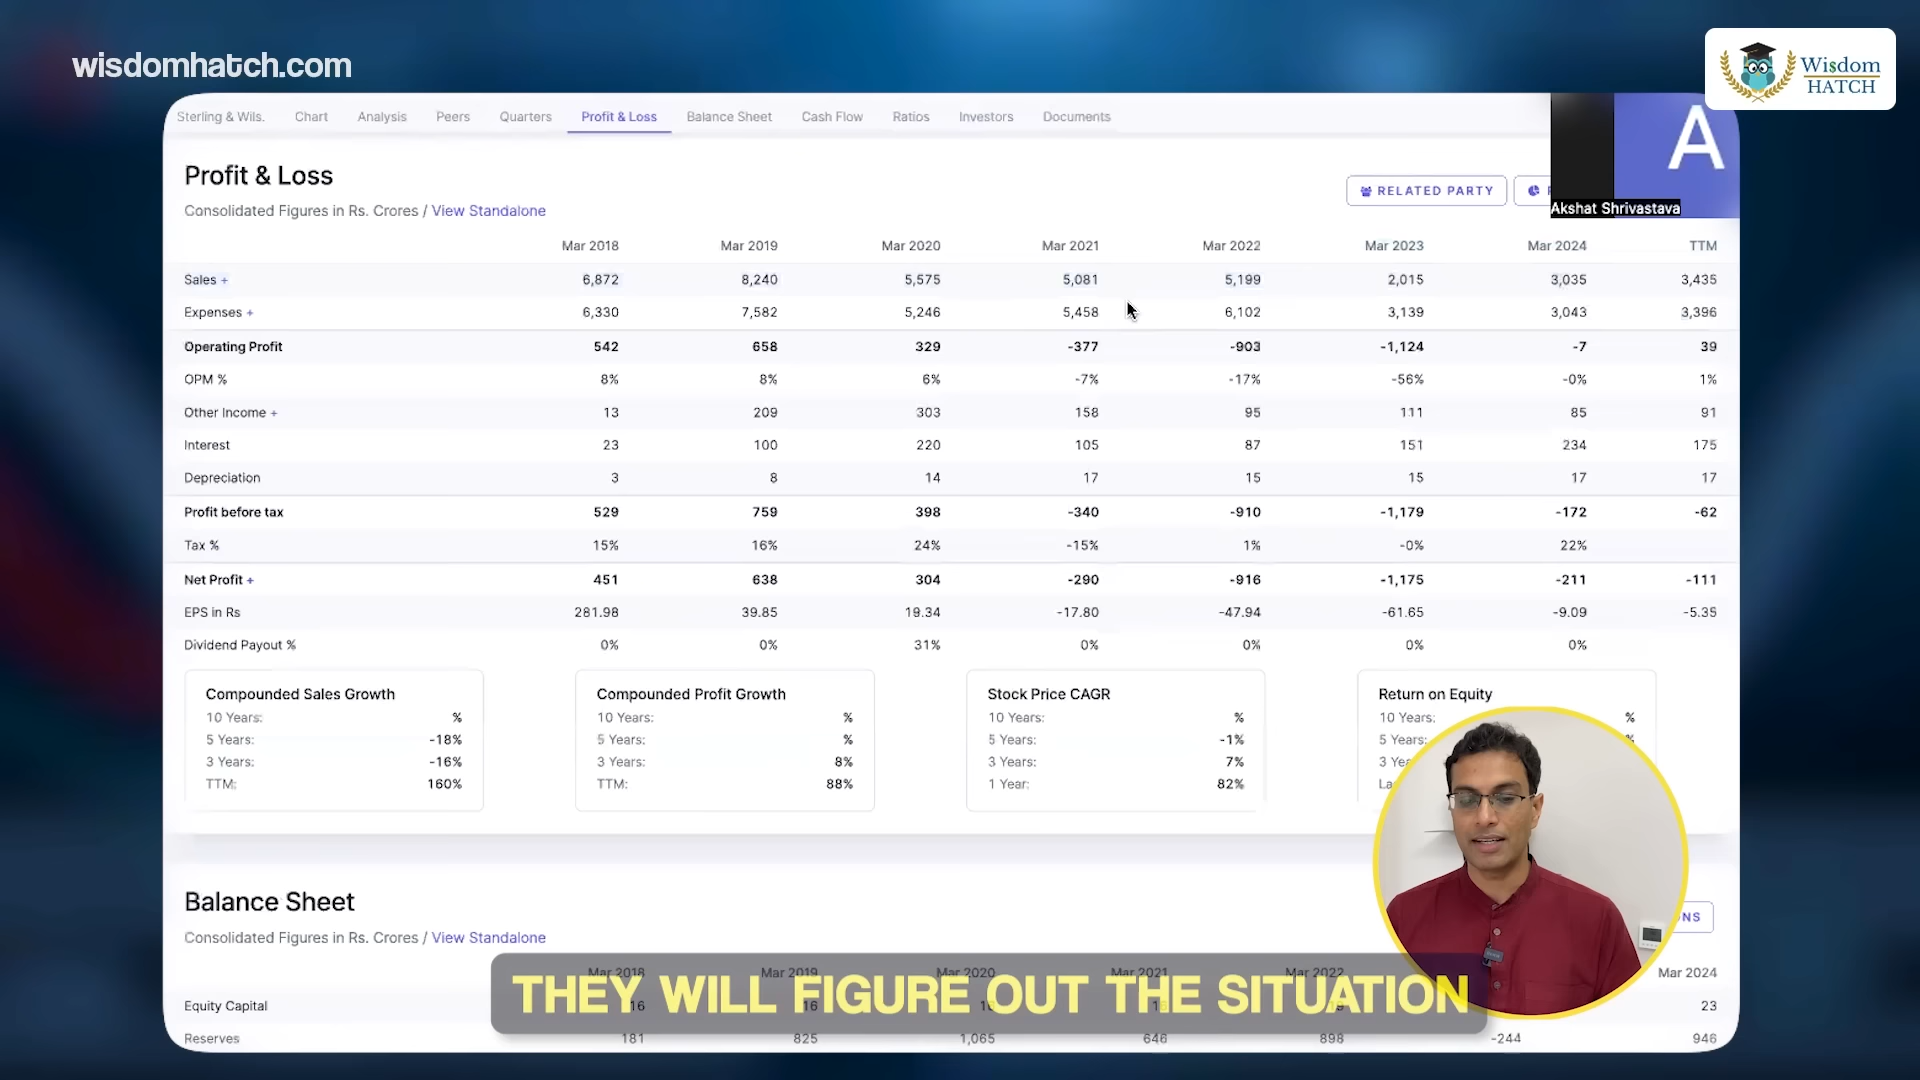 wisdomhatch.com
Wisdom
HATCH
Sterling & Wils. Chart Analysis Peers Quarters Profit & Loss Balance Sheet Cash Flow Ratios Investors Documents
A
Profit & Loss
RELATED PARTY
Akshat Shrivastava
Consolidated Figures in Rs. Crores / View Standalone
Mar 2018 Mar 2019 Mar 2020 Mar 2021 Mar 2022 Mar 2023 Mar 2024 TTM
Sales + 6,872 8,240 5,575 5,081 5,199 2,015 3,035 3,435
Expenses + 6,330 7,582 5,246 5,458 6,102 3,139 3,043 3,396
Operating Profit 542 658 329 -377 -903 -1,124 -7 39
OPM % 8% 8% 6% -7% -17% -56% -0% 1%
Other Income + 13 209 303 158 95 111 85 91
Interest 23 100 220 105 87 151 234 175
Depreciation 3 8 14 17 15 15 17 17
Profit before tax 529 759 398 -340 -910 -1,179 -172 -62
Tax % 15% 16% 24% -15% 1% -0% 22%
Net Profit + 451 638 304 -290 -916 -1,175 -211 -111
EPS in Rs 281.98 39.85 19.34 -17.80 -47.94 -61.65 -9.09 -5.35
Dividend Payout % 0% 0% 31% 0% 0% 0% 0%
Compounded Sales Growth Compounded Profit Growth Stock Price CAGR Return on Equity
10 Years: % 10 Years: % 10 Years: % 10 Years: %
5 Years: -18% 5 Years: % 5 Years: -1% 5 Years: %
3 Years: -16% 3 Years: 8% 3 Years: 7%
TTM: 160% TTM: 88% 1 Year: 82%
Balance Sheet
Consolidated Figures in Rs. Crores / View Standalone
Mar 2018 Mar 2019 Mar 2020 Mar 2021 Mar 2022 Mar 2024
THEY WILL FIGURE OUT THE SITUATION
Equity Capital 16 16 23
Reserves 181 825 1,065 646 898 -244 946